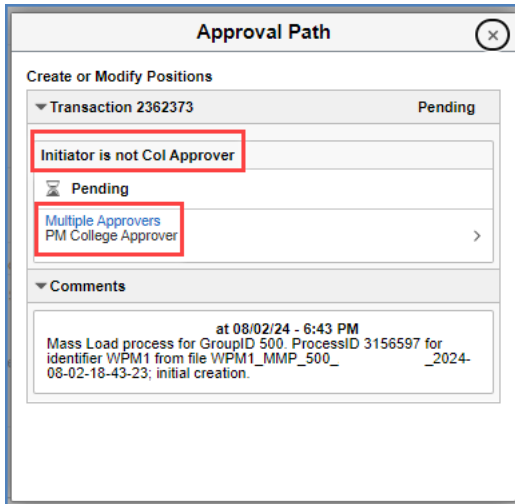 Approval Path
Create or Modify Positions
Transaction 2362373 Pending
Initiator is not Col Approver
Pending
Multiple Approvers
PM College Approver
Comments
at 08/02/24 - 6:43 PM
Mass Load process for GroupID 500. ProcessID 3156597 for
identifier WPM1 from file WPM1_MMP_500_ _2024-
08-02-18-43-23; initial creation.